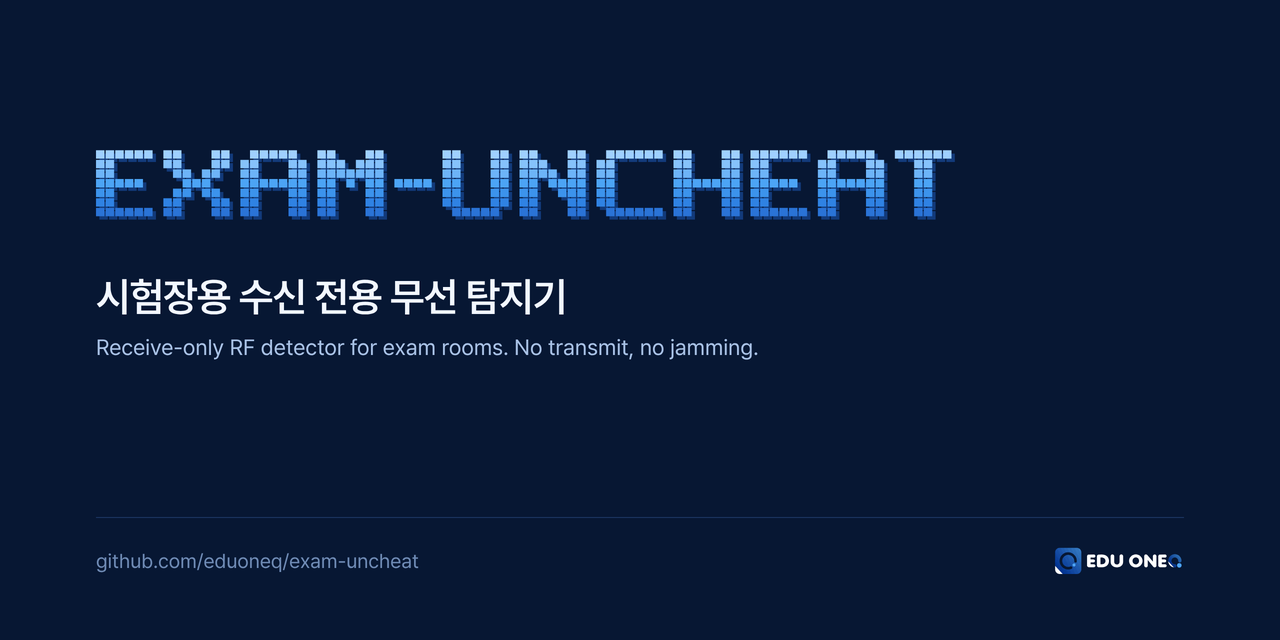 EXAM-UNCHEAT
시험장용 수신 전용 무선 탐지기
Receive-only RF detector for exam rooms. No transmit, no jamming.
github.com/eduoneq/exam-uncheat
EDU ONEQ